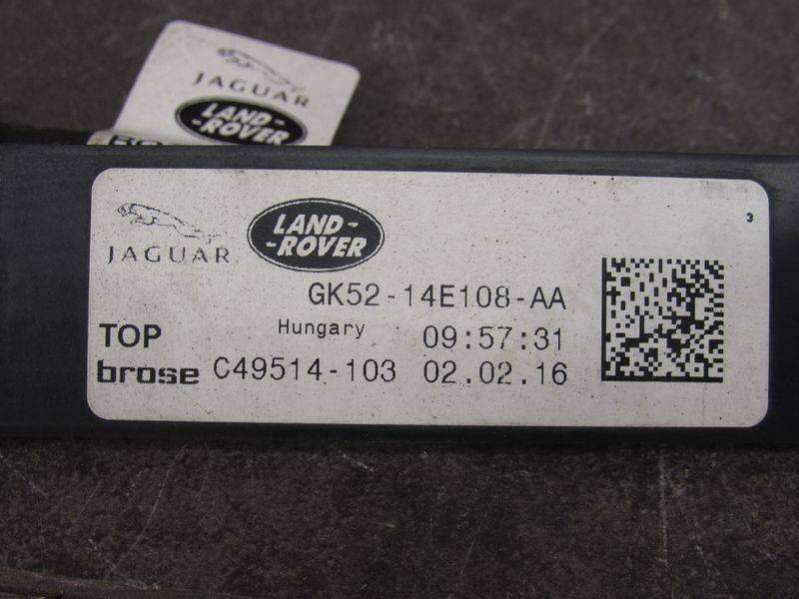 JAGUAR
LAND-
-ROVER
JAGUAR
LAND-
-ROVER
3
GK52-14E108-AA
TOP Hungary 09:57:31
brose C49514-103 02.02.16